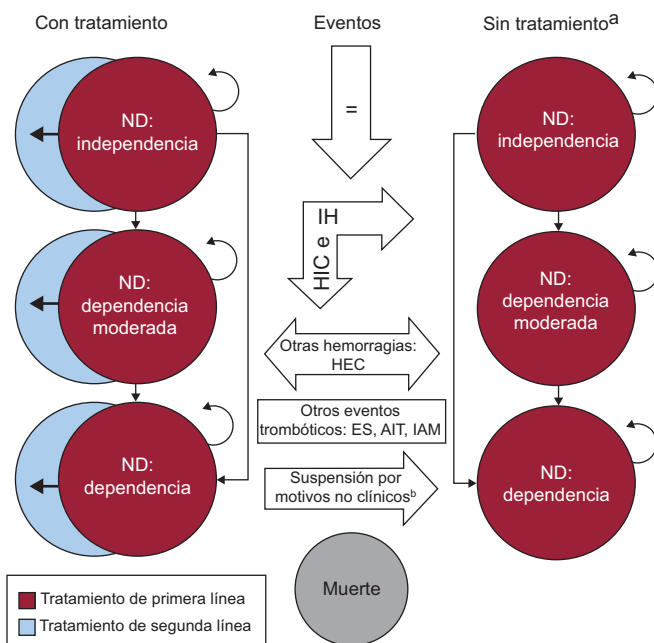 Con tratamiento
Eventos
Sin tratamientoᵃ
ND:
independencia
=
ND:
independencia
HIC e
IH
ND:
dependencia
moderada
ND:
dependencia
moderada
Otras hemorragias:
HEC
Otros eventos
trombóticos: ES, AIT, IAM
ND:
dependencia
Suspensión por
motivos no clínicosᵇ
ND:
dependencia
Muerte
Tratamiento de primera línea
Tratamiento de segunda línea